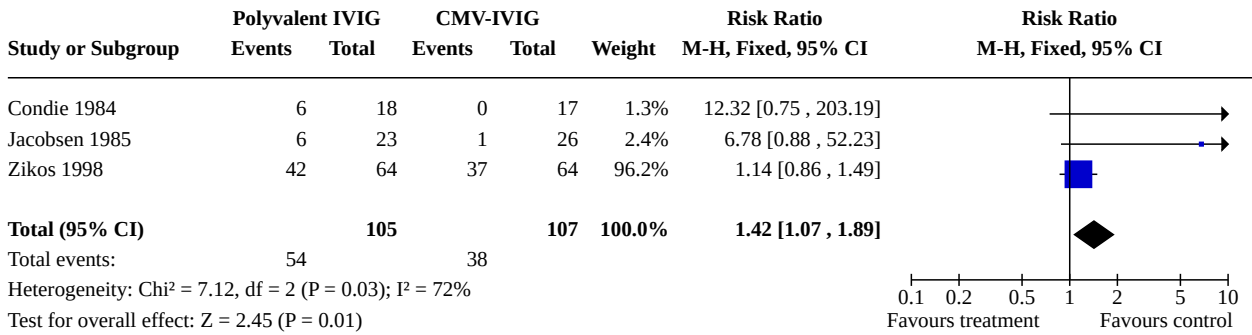 Polyvalent IVIG CMV-IVIG Risk Ratio Risk Ratio
Study or Subgroup Events Total Events Total Weight M-H, Fixed, 95% CI M-H, Fixed, 95% CI
Condie 1984 6 18 0 17 1.3% 12.32 [0.75 , 203.19]
Jacobsen 1985 6 23 1 26 2.4% 6.78 [0.88 , 52.23]
Zikos 1998 42 64 37 64 96.2% 1.14 [0.86 , 1.49]
Total (95% CI) 105 107 100.0% 1.42 [1.07 , 1.89]
Total events: 54 38
Heterogeneity: Chi² = 7.12, df = 2 (P = 0.03); I² = 72%
0.1 0.2 0.5 1 2 5 10
Test for overall effect: Z = 2.45 (P = 0.01) Favours treatment Favours control